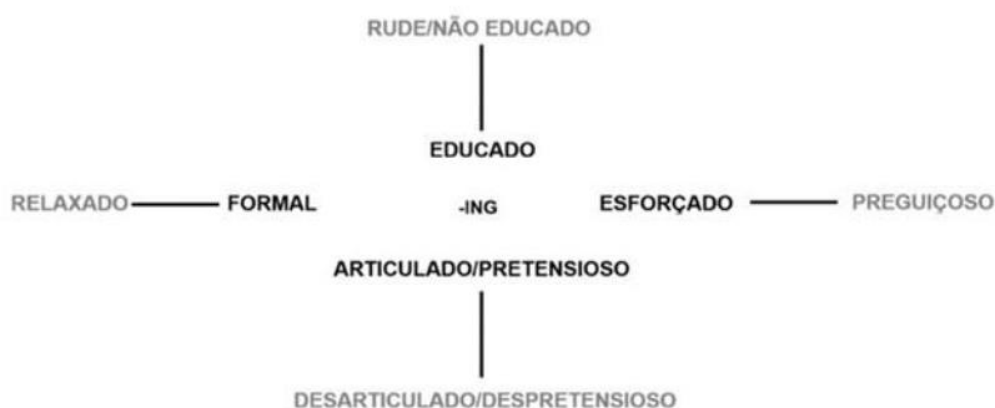 RUDE/NÃO EDUCADO
EDUCADO
RELAXADO FORMAL -ING ESFORÇADO PREGUIÇOSO
ARTICULADO/PRETENSIOSO
DESARTICULADO/DESPRETENSIOSO